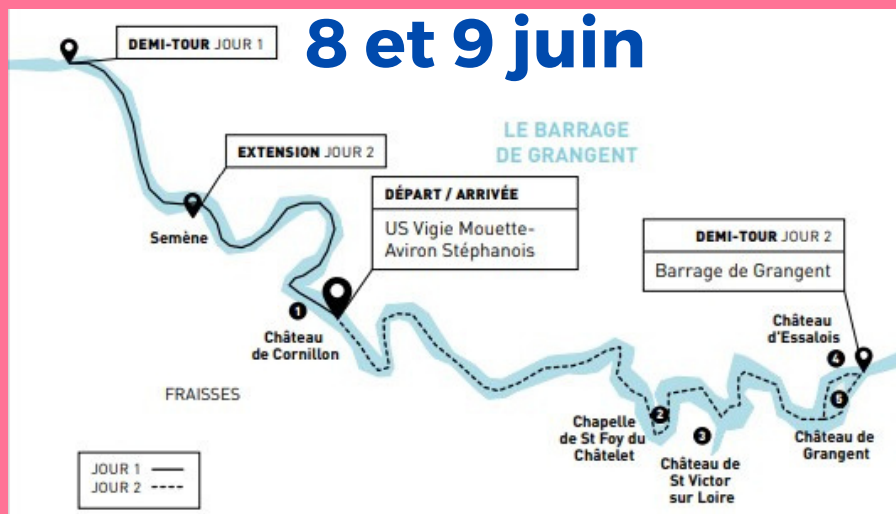 8 et 9 juin
DEMI-TOUR JOUR 1
LE BARRAGE
DE GRANGENT
EXTENSION JOUR 2
DÉPART / ARRIVÉE
US Vigie Mouette-
Aviron Stéphanois
Semène
DEMI-TOUR JOUR 2
Barrage de Grangent
1
Château
de Cornillon
Château
d'Essalois
4
FRAISSES
5
2
Chapelle
de St Foy du
Châtelet
3
Château de
St Victor
sur Loire
Château de
Grangent
JOUR 1
JOUR 2